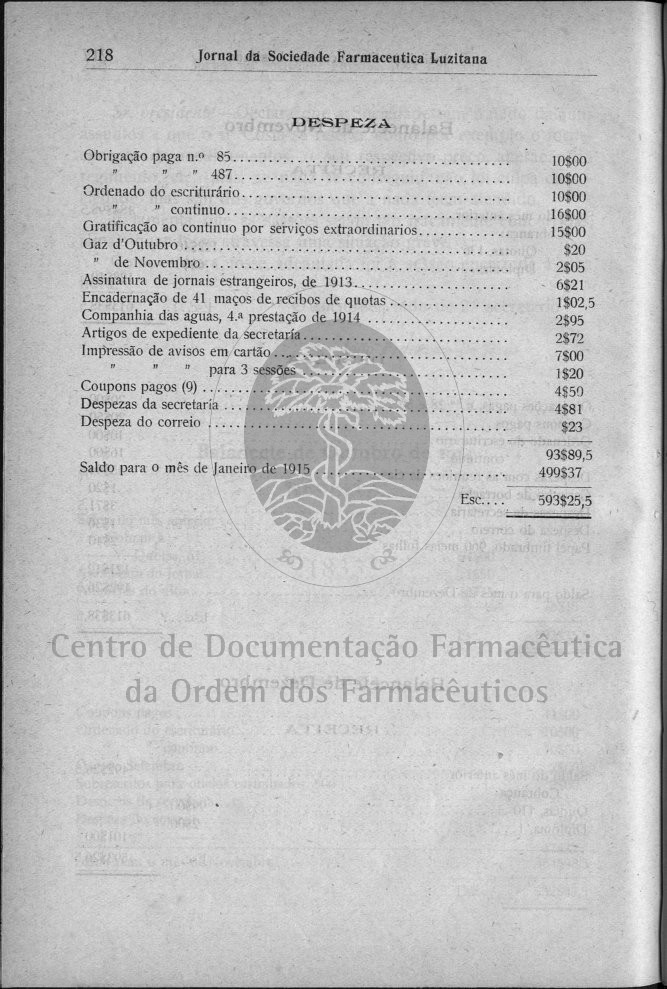 218 Jornal da Sociedade Farmaceutica Luzitana
DESPEZA
Obrigação paga n.º 85. . . . . . . . . . 10$00
" " " 487. . . . . . . . . . 10$00
Ordenado do escriturário. . . . . . . . . . 10$00
" " continuo. . . . . . . . . . 16$00
Gratificação ao continuo por serviços extraordinarios. . . . . . . . . . 15$00
Gaz d'Outubro . . . . . . . . . . $20
" de Novembro . . . . . . . . . . 2$05
Assinatura de jornais estrangeiros, de 1913. . . . . . . . . . 6$21
Encadernação de 41 maços de recibos de quotas. . . . . . . . . . 1$02,5
Companhia das aguas, 4.ª prestação de 1914 . . . . . . . . . . 2$95
Artigos de expediente da secretaría. . . . . . . . . . 2$72
Impressão de avisos em cartão. . . . . . . . . . 7$00
" " " para 3 sessões . . . . . . . . . . 1$20
Coupons pagos (9) . . . . . . . . . . 4$50
Despezas da secretaría . . . . . . . . . . 4$81
Despeza do correio . . . . . . . . . . $23
93$89,5
Saldo para o mês de Janeiro de 1915. . . . . . . . . . 499$37
Esc. . . . 593$25,5
Centro de Documentação Farmacêutica
da Ordem dos Farmacêuticos